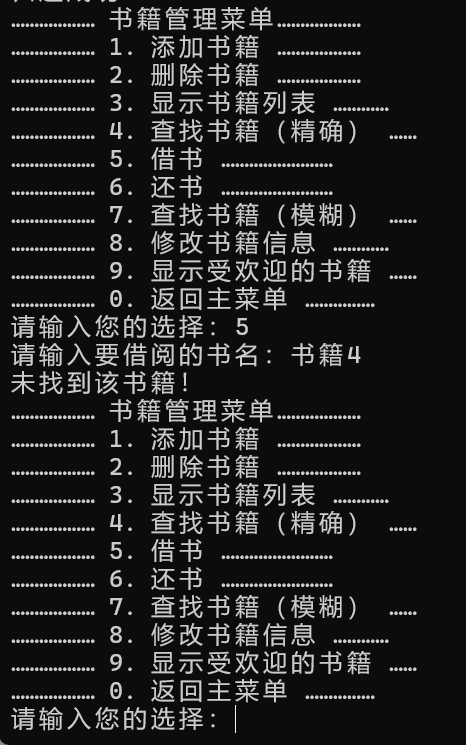 ……………… 书籍管理菜单………………
……………… 1. 添加书籍 ………………
……………… 2. 删除书籍 ………………
……………… 3. 显示书籍列表 …………
……………… 4. 查找书籍（精确） ……
……………… 5. 借书 ……………………
……………… 6. 还书 ……………………
……………… 7. 查找书籍（模糊） ……
……………… 8. 修改书籍信息 …………
……………… 9. 显示受欢迎的书籍 ……
……………… 0. 返回主菜单 ……………
请输入您的选择: 5
请输入要借阅的书名: 书籍4
未找到该书籍!
……………… 书籍管理菜单………………
……………… 1. 添加书籍 ………………
……………… 2. 删除书籍 ………………
……………… 3. 显示书籍列表 …………
……………… 4. 查找书籍（精确） ……
……………… 5. 借书 ……………………
……………… 6. 还书 ……………………
……………… 7. 查找书籍（模糊） ……
……………… 8. 修改书籍信息 …………
……………… 9. 显示受欢迎的书籍 ……
……………… 0. 返回主菜单 ……………
请输入您的选择: